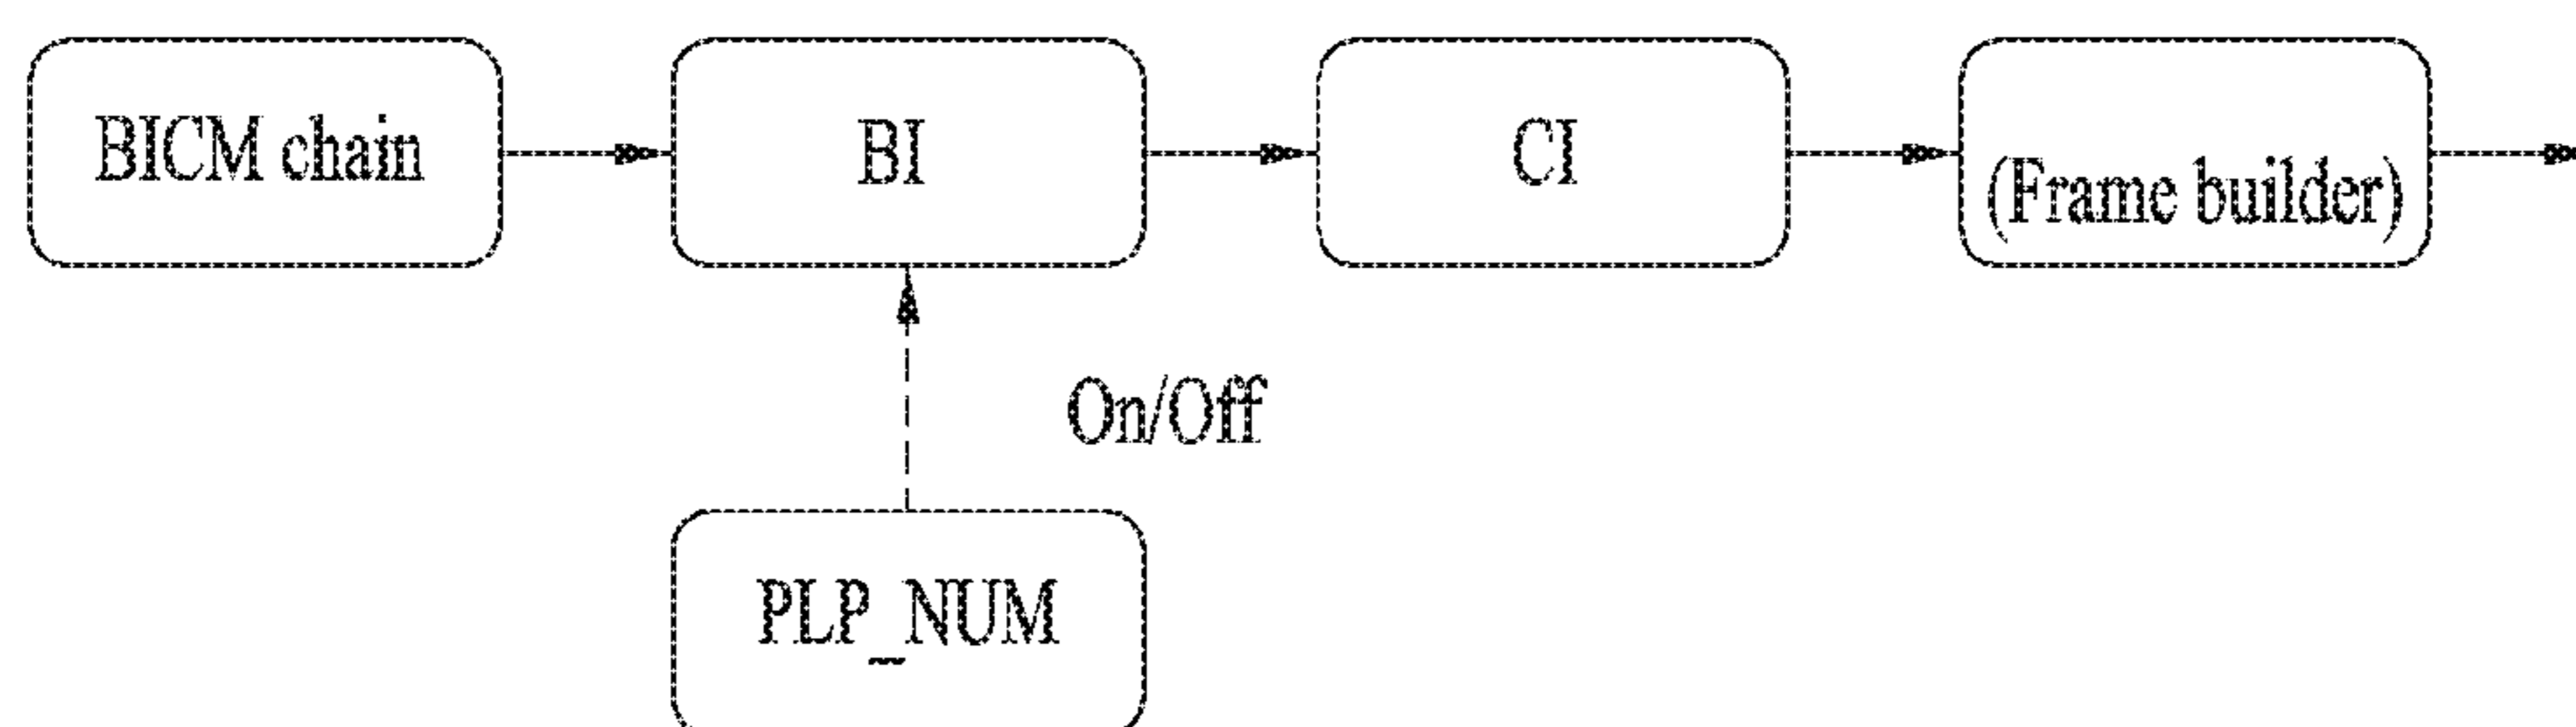 BICM chain
BI
CI
(Frame builder)
On/Off
PLP_NUM